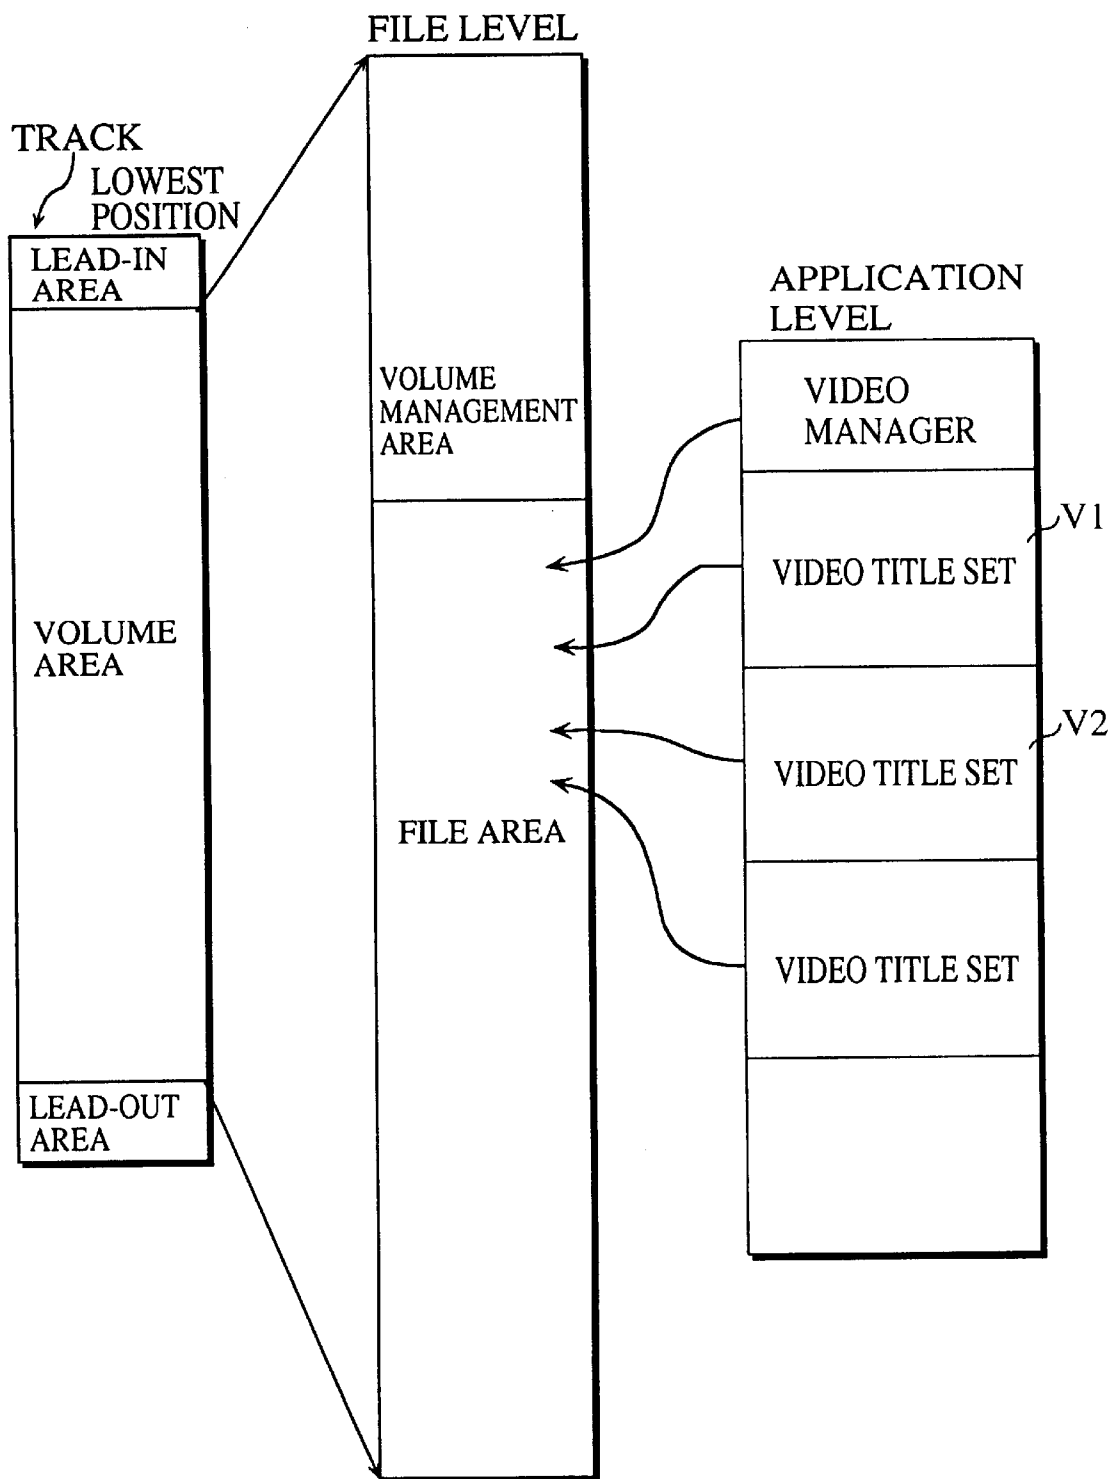 FILE LEVEL
TRACK
LOWEST
POSITION
LEAD-IN
AREA
VOLUME
AREA
LEAD-OUT
AREA
VOLUME
MANAGEMENT
AREA
FILE AREA
APPLICATION
LEVEL
VIDEO
MANAGER
V1
VIDEO TITLE SET
V2
VIDEO TITLE SET
VIDEO TITLE SET